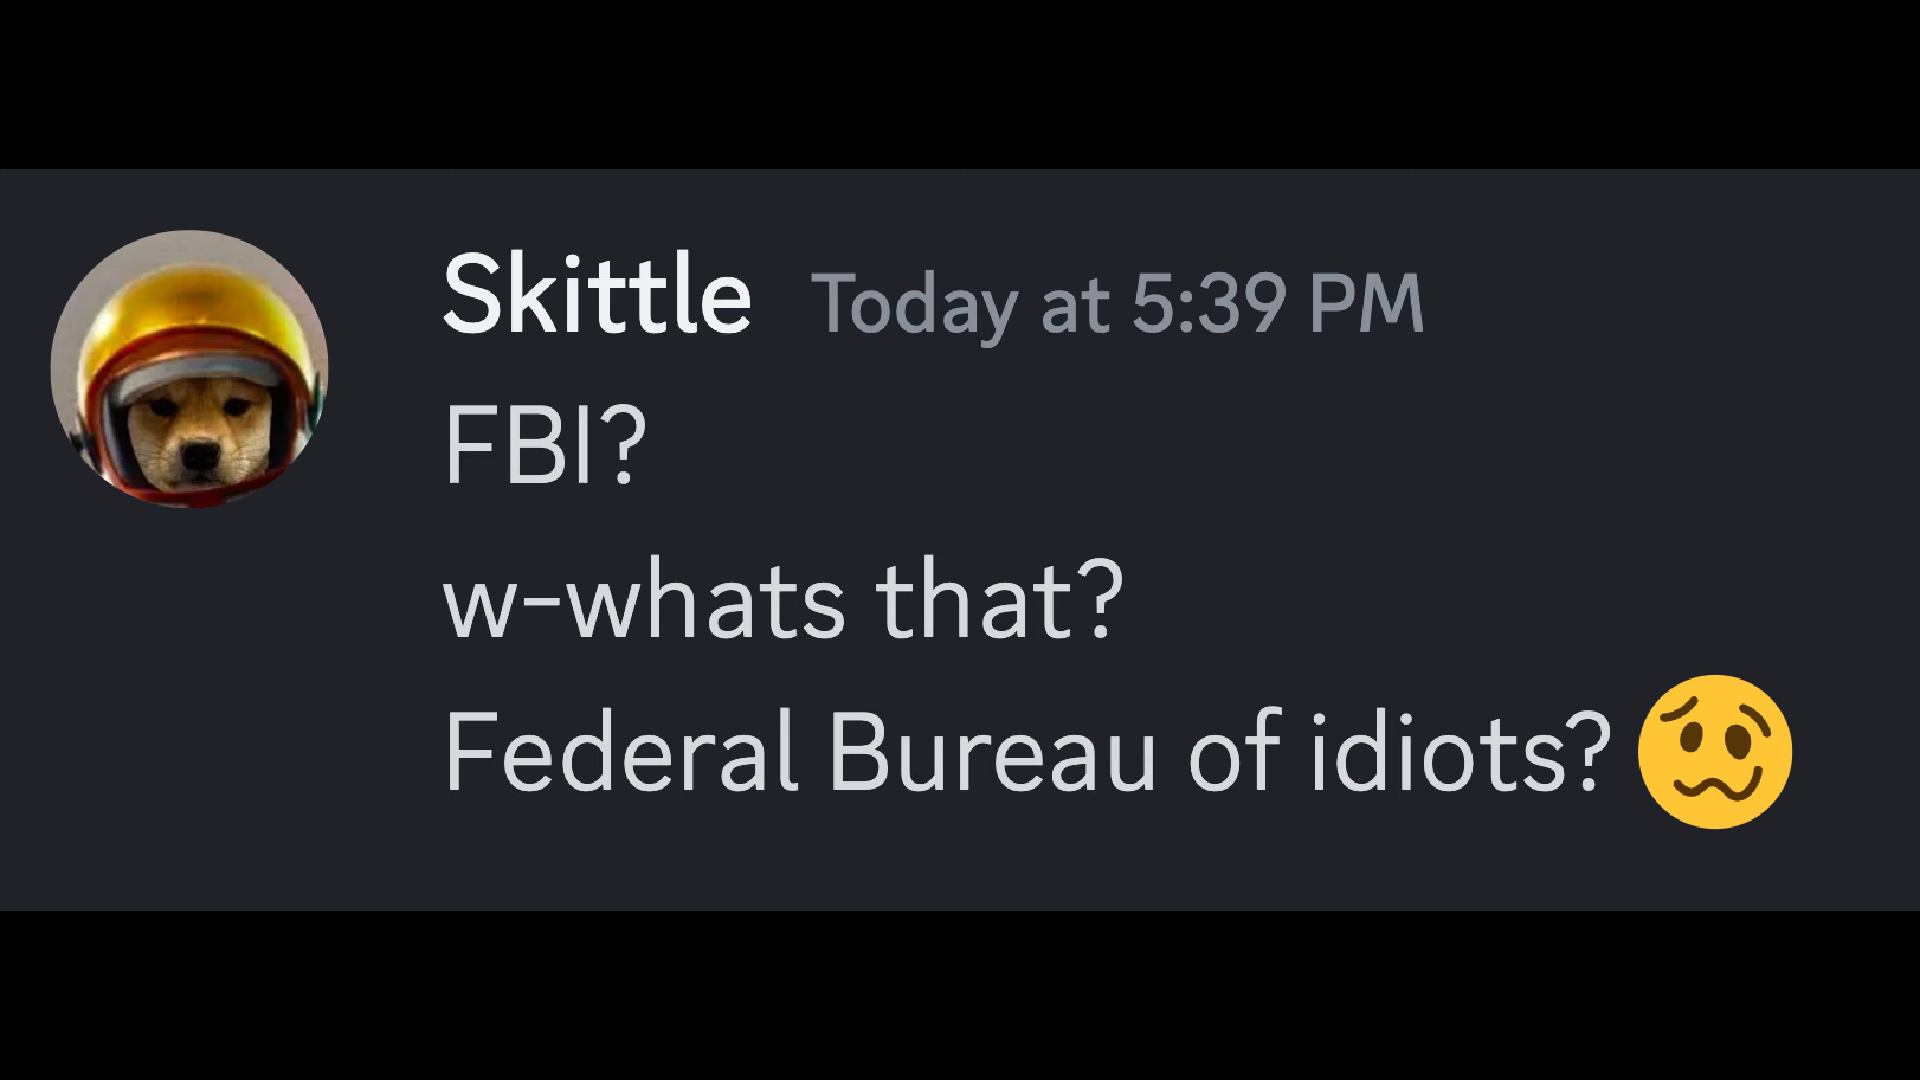 Skittle Today at 5:39 PM
FBI?
w-whats that?
Federal Bureau of idiots? 🥴